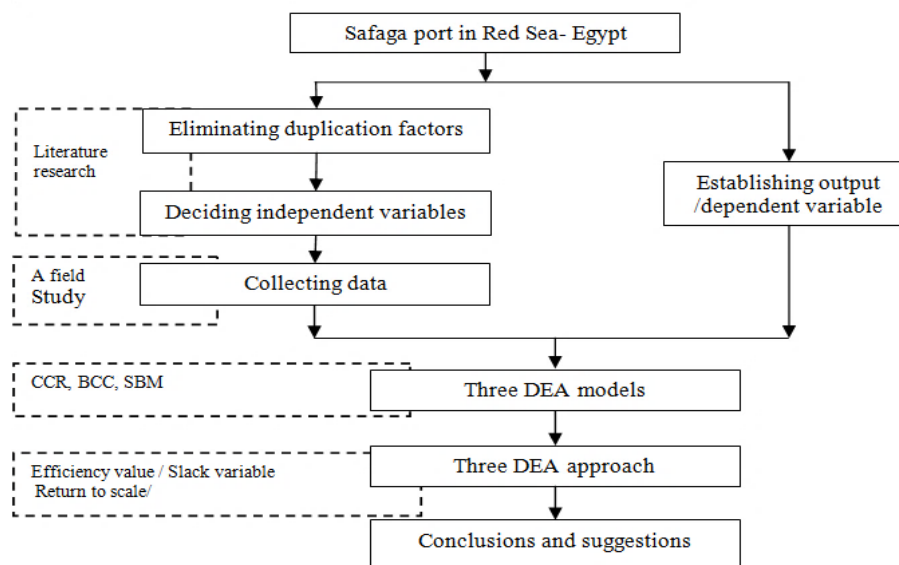 Safaga port in Red Sea- Egypt
Eliminating duplication factors
Literature
research
Deciding independent variables
Establishing output
/dependent variable
A field
Study
Collecting data
CCR, BCC, SBM
Three DEA models
Efficiency value / Slack variable
Return to scale/
Three DEA approach
Conclusions and suggestions